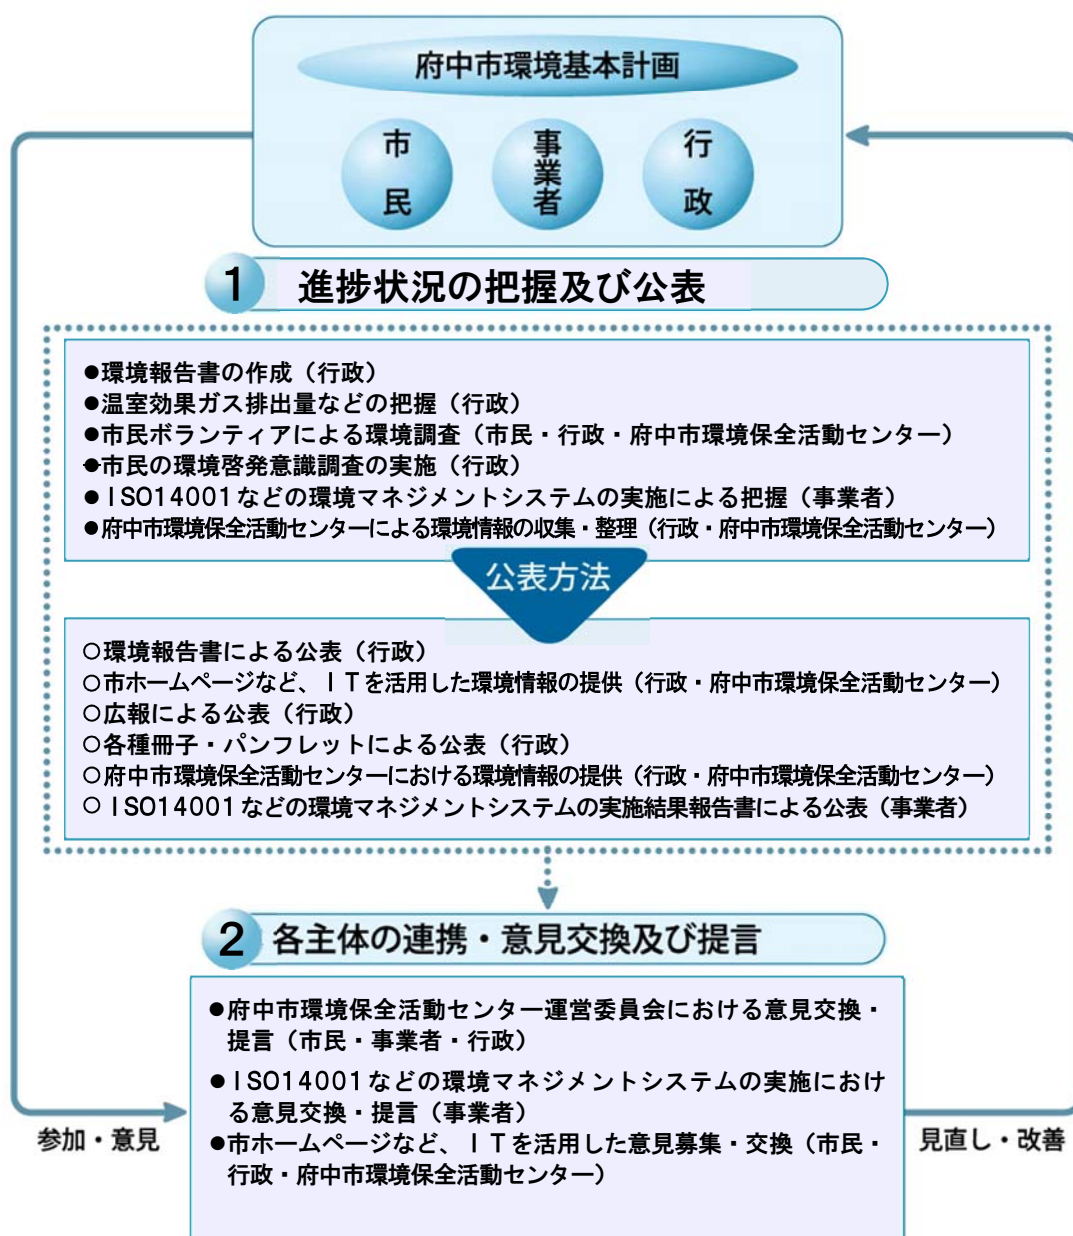 府中市環境基本計画
市民
事業者
行政
1 進捗状況の把握及び公表
●環境報告書の作成（行政）
●温室効果ガス排出量などの把握（行政）
●市民ボランティアによる環境調査（市民・行政・府中市環境保全活動センター）
●市民の環境啓発意識調査の実施（行政）
●ISO14001などの環境マネジメントシステムの実施による把握（事業者）
●府中市環境保全活動センターによる環境情報の収集・整理（行政・府中市環境保全活動センター）
公表方法
○環境報告書による公表（行政）
○市ホームページなど、ITを活用した環境情報の提供（行政・府中市環境保全活動センター）
○広報による公表（行政）
○各種冊子・パンフレットによる公表（行政）
○府中市環境保全活動センターにおける環境情報の提供（行政・府中市環境保全活動センター）
○ISO14001などの環境マネジメントシステムの実施結果報告書による公表（事業者）
2 各主体の連携・意見交換及び提言
●府中市環境保全活動センター運営委員会における意見交換・
提言（市民・事業者・行政）
●ISO14001などの環境マネジメントシステムの実施におけ
る意見交換・提言（事業者）
●市ホームページなど、ITを活用した意見募集・交換（市民・
行政・府中市環境保全活動センター）
参加・意見
見直し・改善